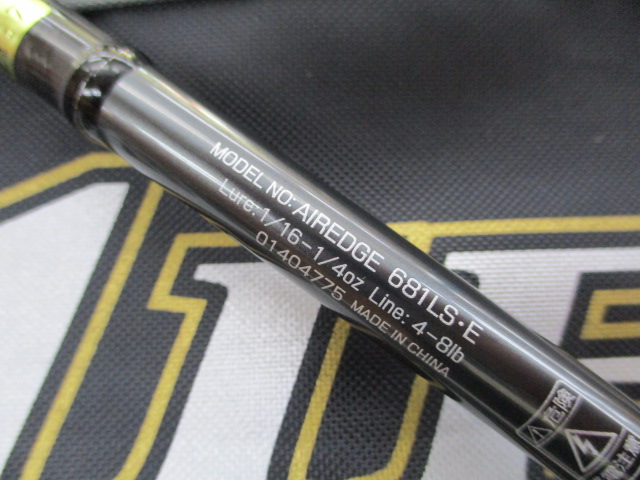 MODEL NO: AIREDGE 681LS·E
Lure: 1/16-1/4oz Line: 4-8lb
01404775 MADE IN CHINA
危険